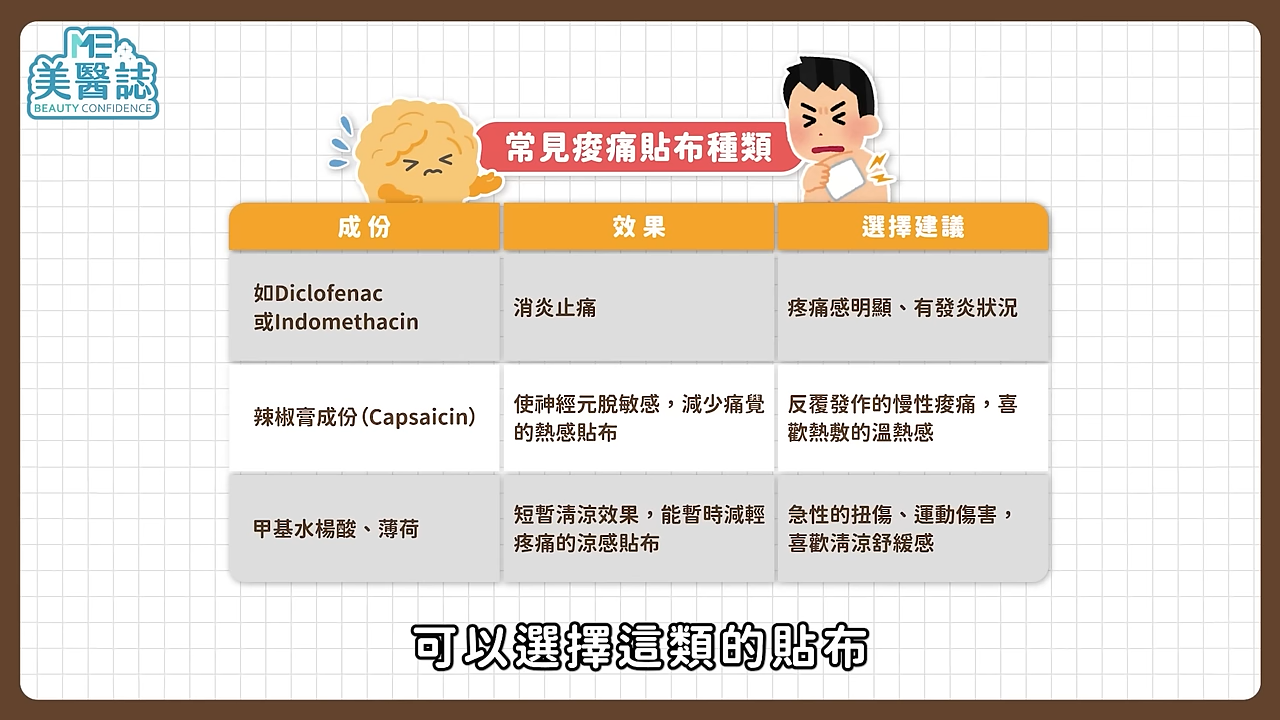 ME
美醫誌
BEAUTY CONFIDENCE
常見痠痛貼布種類
成份
效果
選擇建議
如Diclofenac
或Indomethacin
消炎止痛
疼痛感明顯、有發炎狀況
辣椒膏成份(Capsaicin)
使神經元脫敏感，減少痛覺
的熱感貼布
反覆發作的慢性痠痛，喜
歡熱敷的溫熱感
甲基水楊酸、薄荷
短暫清涼效果，能暫時減輕
疼痛的涼感貼布
急性的扭傷、運動傷害，
喜歡清涼舒緩感
可以選擇這類的貼布